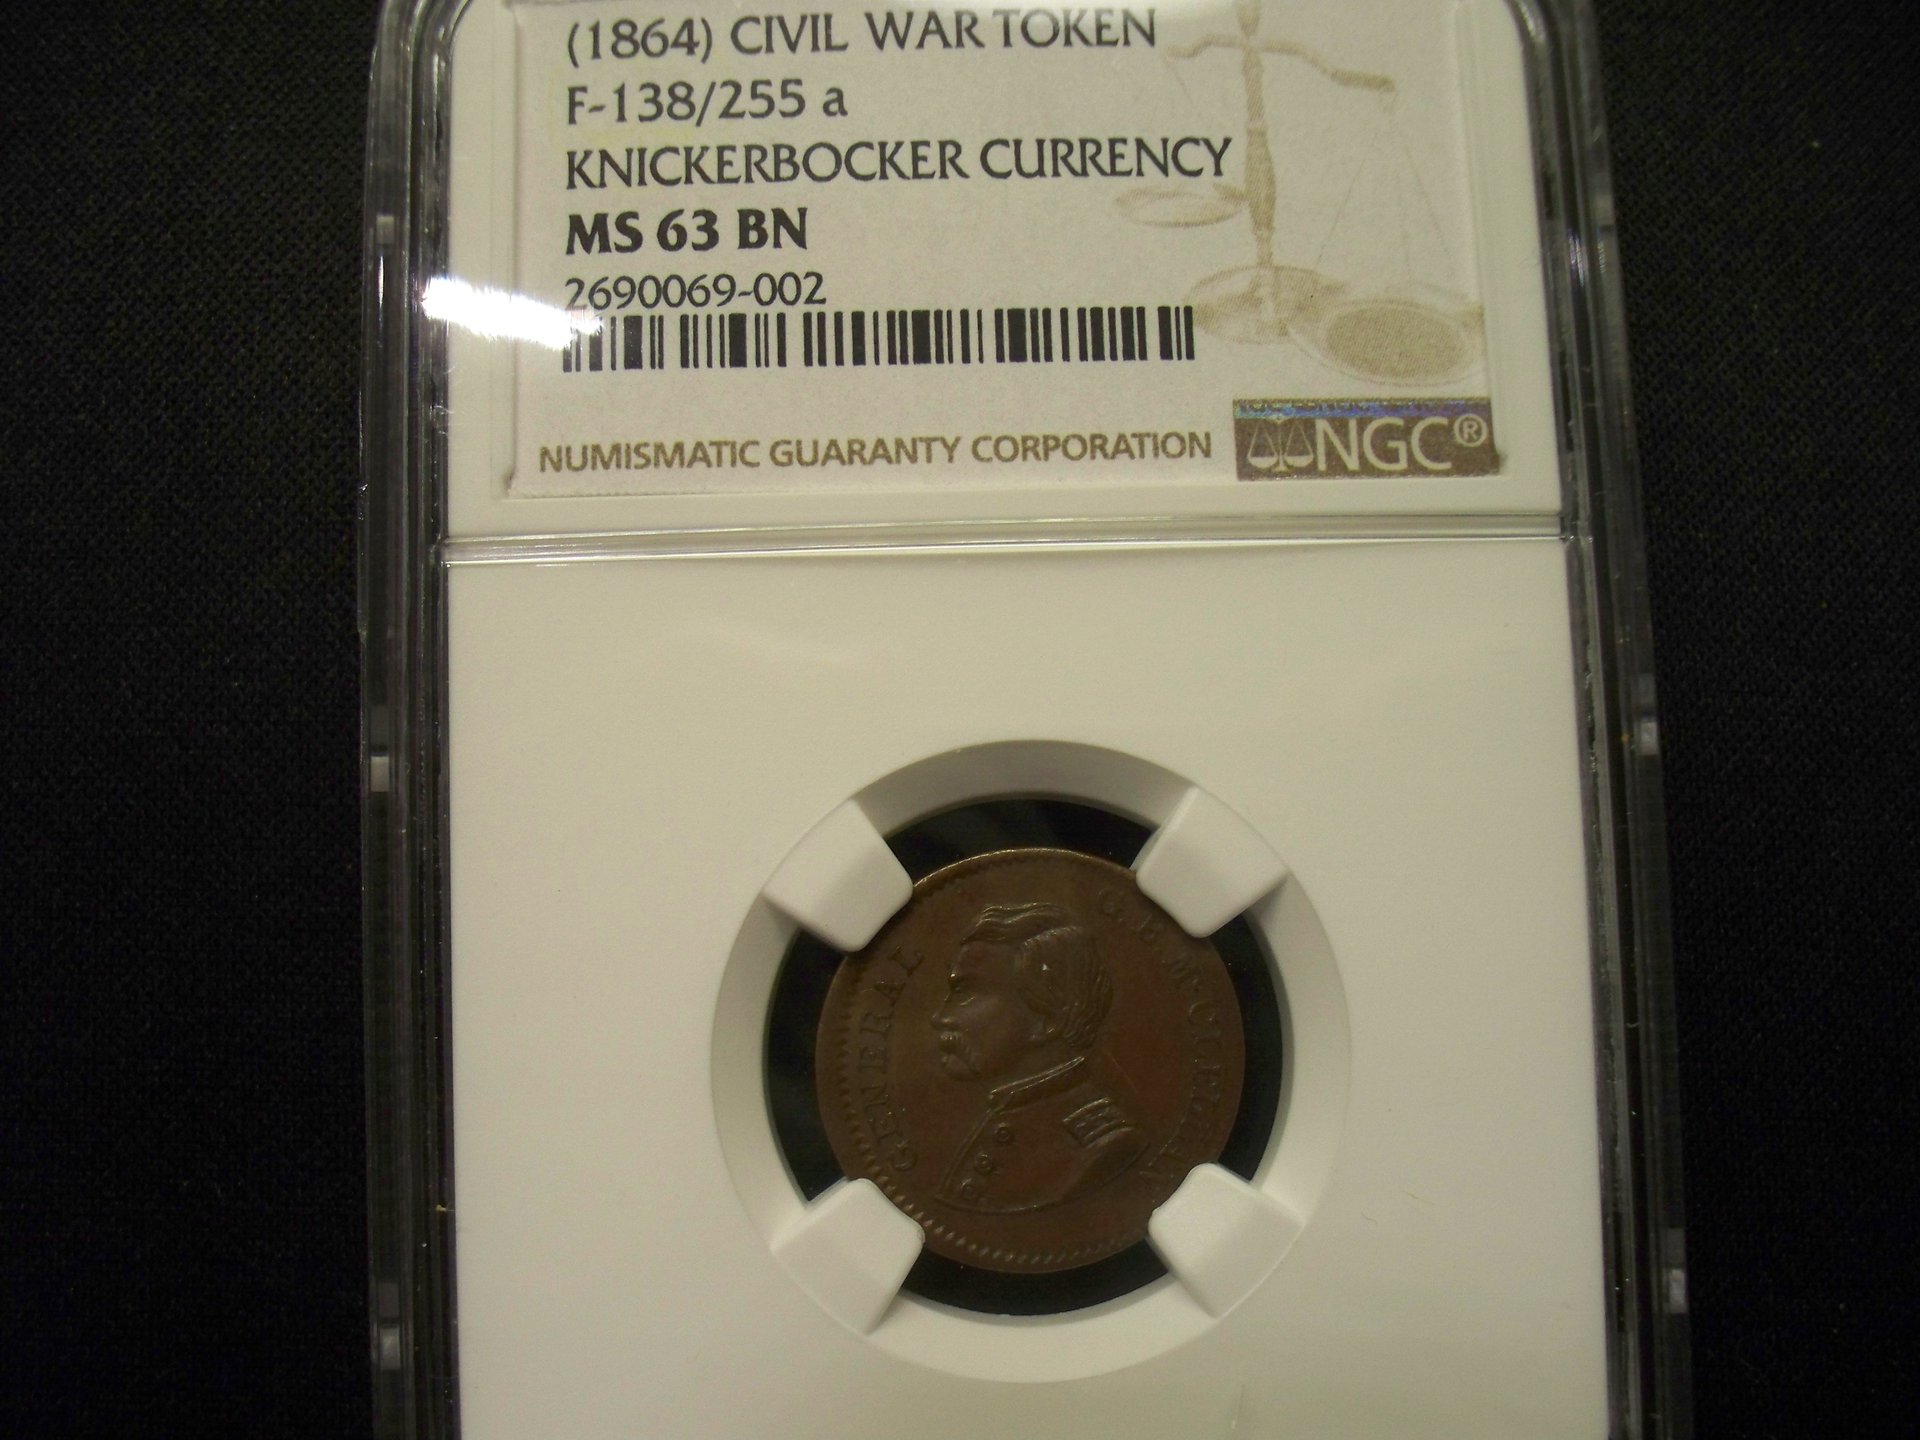 (1864) CIVIL WAR TOKEN
F-138/255 a
KNICKERBOCKER CURRENCY
MS 63 BN
2690069-002
NUMISMATIC GUARANTY CORPORATION
NGC®
GENERAL
G. B. McCLELLAN